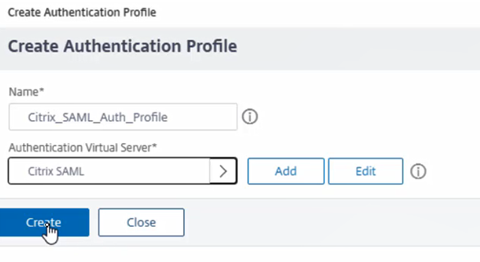 Create Authentication Profile
Create Authentication Profile
Name*
Citrix_SAML_Auth_Profile
Authentication Virtual Server*
Citrix SAML
Add
Edit
Create
Close